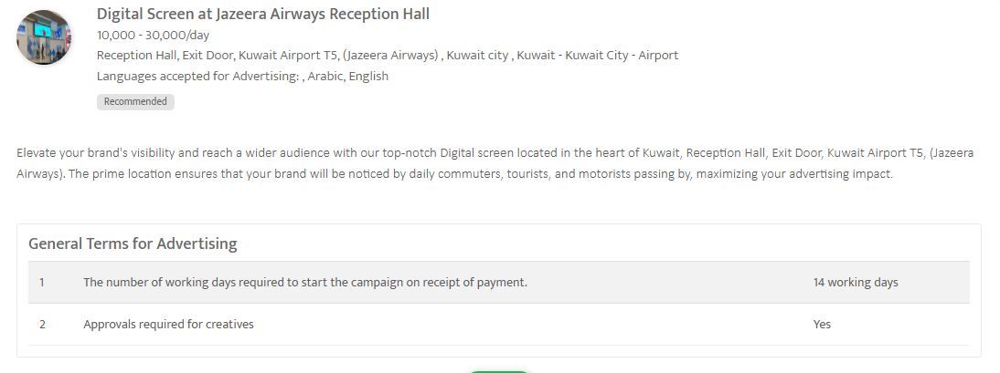 Digital Screen at Jazeera Airways Reception Hall
10,000 - 30,000/day
Reception Hall, Exit Door, Kuwait Airport T5, (Jazeera Airways) , Kuwait city , Kuwait - Kuwait City - Airport
Languages accepted for Advertising: , Arabic, English
Recommended
Elevate your brand's visibility and reach a wider audience with our top-notch Digital screen located in the heart of Kuwait, Reception Hall, Exit Door, Kuwait Airport T5, (Jazeera
Airways). The prime location ensures that your brand will be noticed by daily commuters, tourists, and motorists passing by, maximizing your advertising impact.
General Terms for Advertising
1 The number of working days required to start the campaign on receipt of payment. 14 working days
2 Approvals required for creatives Yes